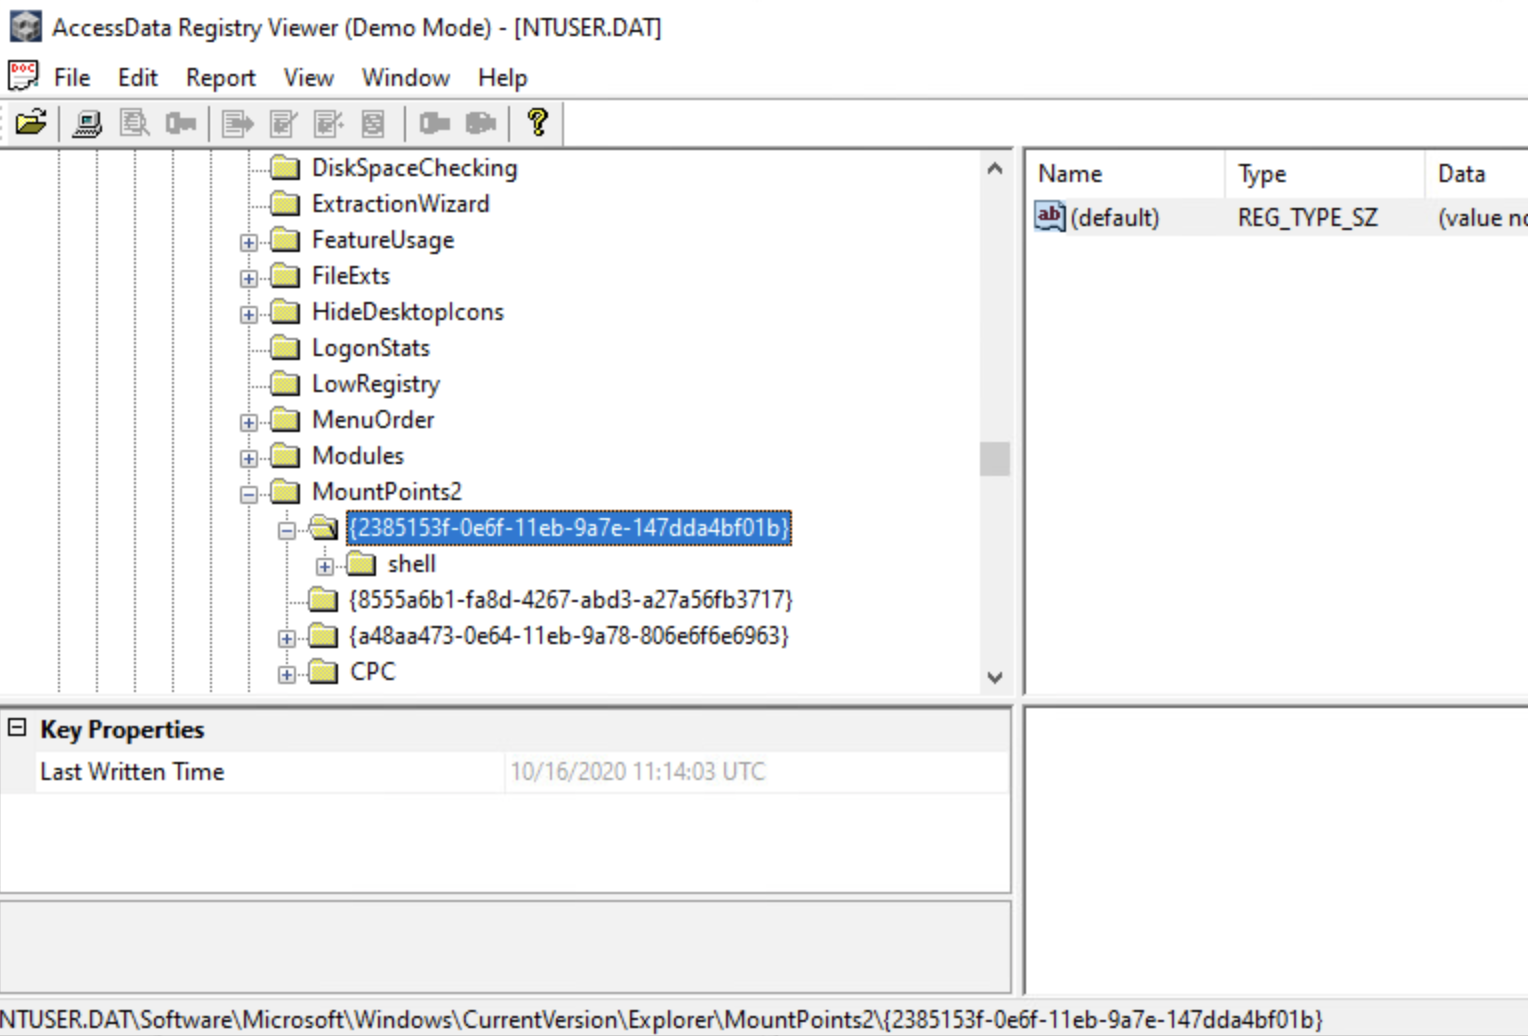 AccessData Registry Viewer (Demo Mode) - [NTUSER.DAT]
DOC File Edit Report View Window Help
DiskSpaceChecking
ExtractionWizard
FeatureUsage
FileExts
HideDesktopIcons
LogonStats
LowRegistry
MenuOrder
Modules
MountPoints2
{2385153f-0e6f-11eb-9a7e-147dda4bf01b}
shell
{8555a6b1-fa8d-4267-abd3-a27a56fb3717}
{a48aa473-0e64-11eb-9a78-806e6f6e6963}
CPC
Name Type Data
ab (default) REG_TYPE_SZ (value no
Key Properties
Last Written Time 10/16/2020 11:14:03 UTC
NTUSER.DAT\Software\Microsoft\Windows\CurrentVersion\Explorer\MountPoints2\{2385153f-0e6f-11eb-9a7e-147dda4bf01b}